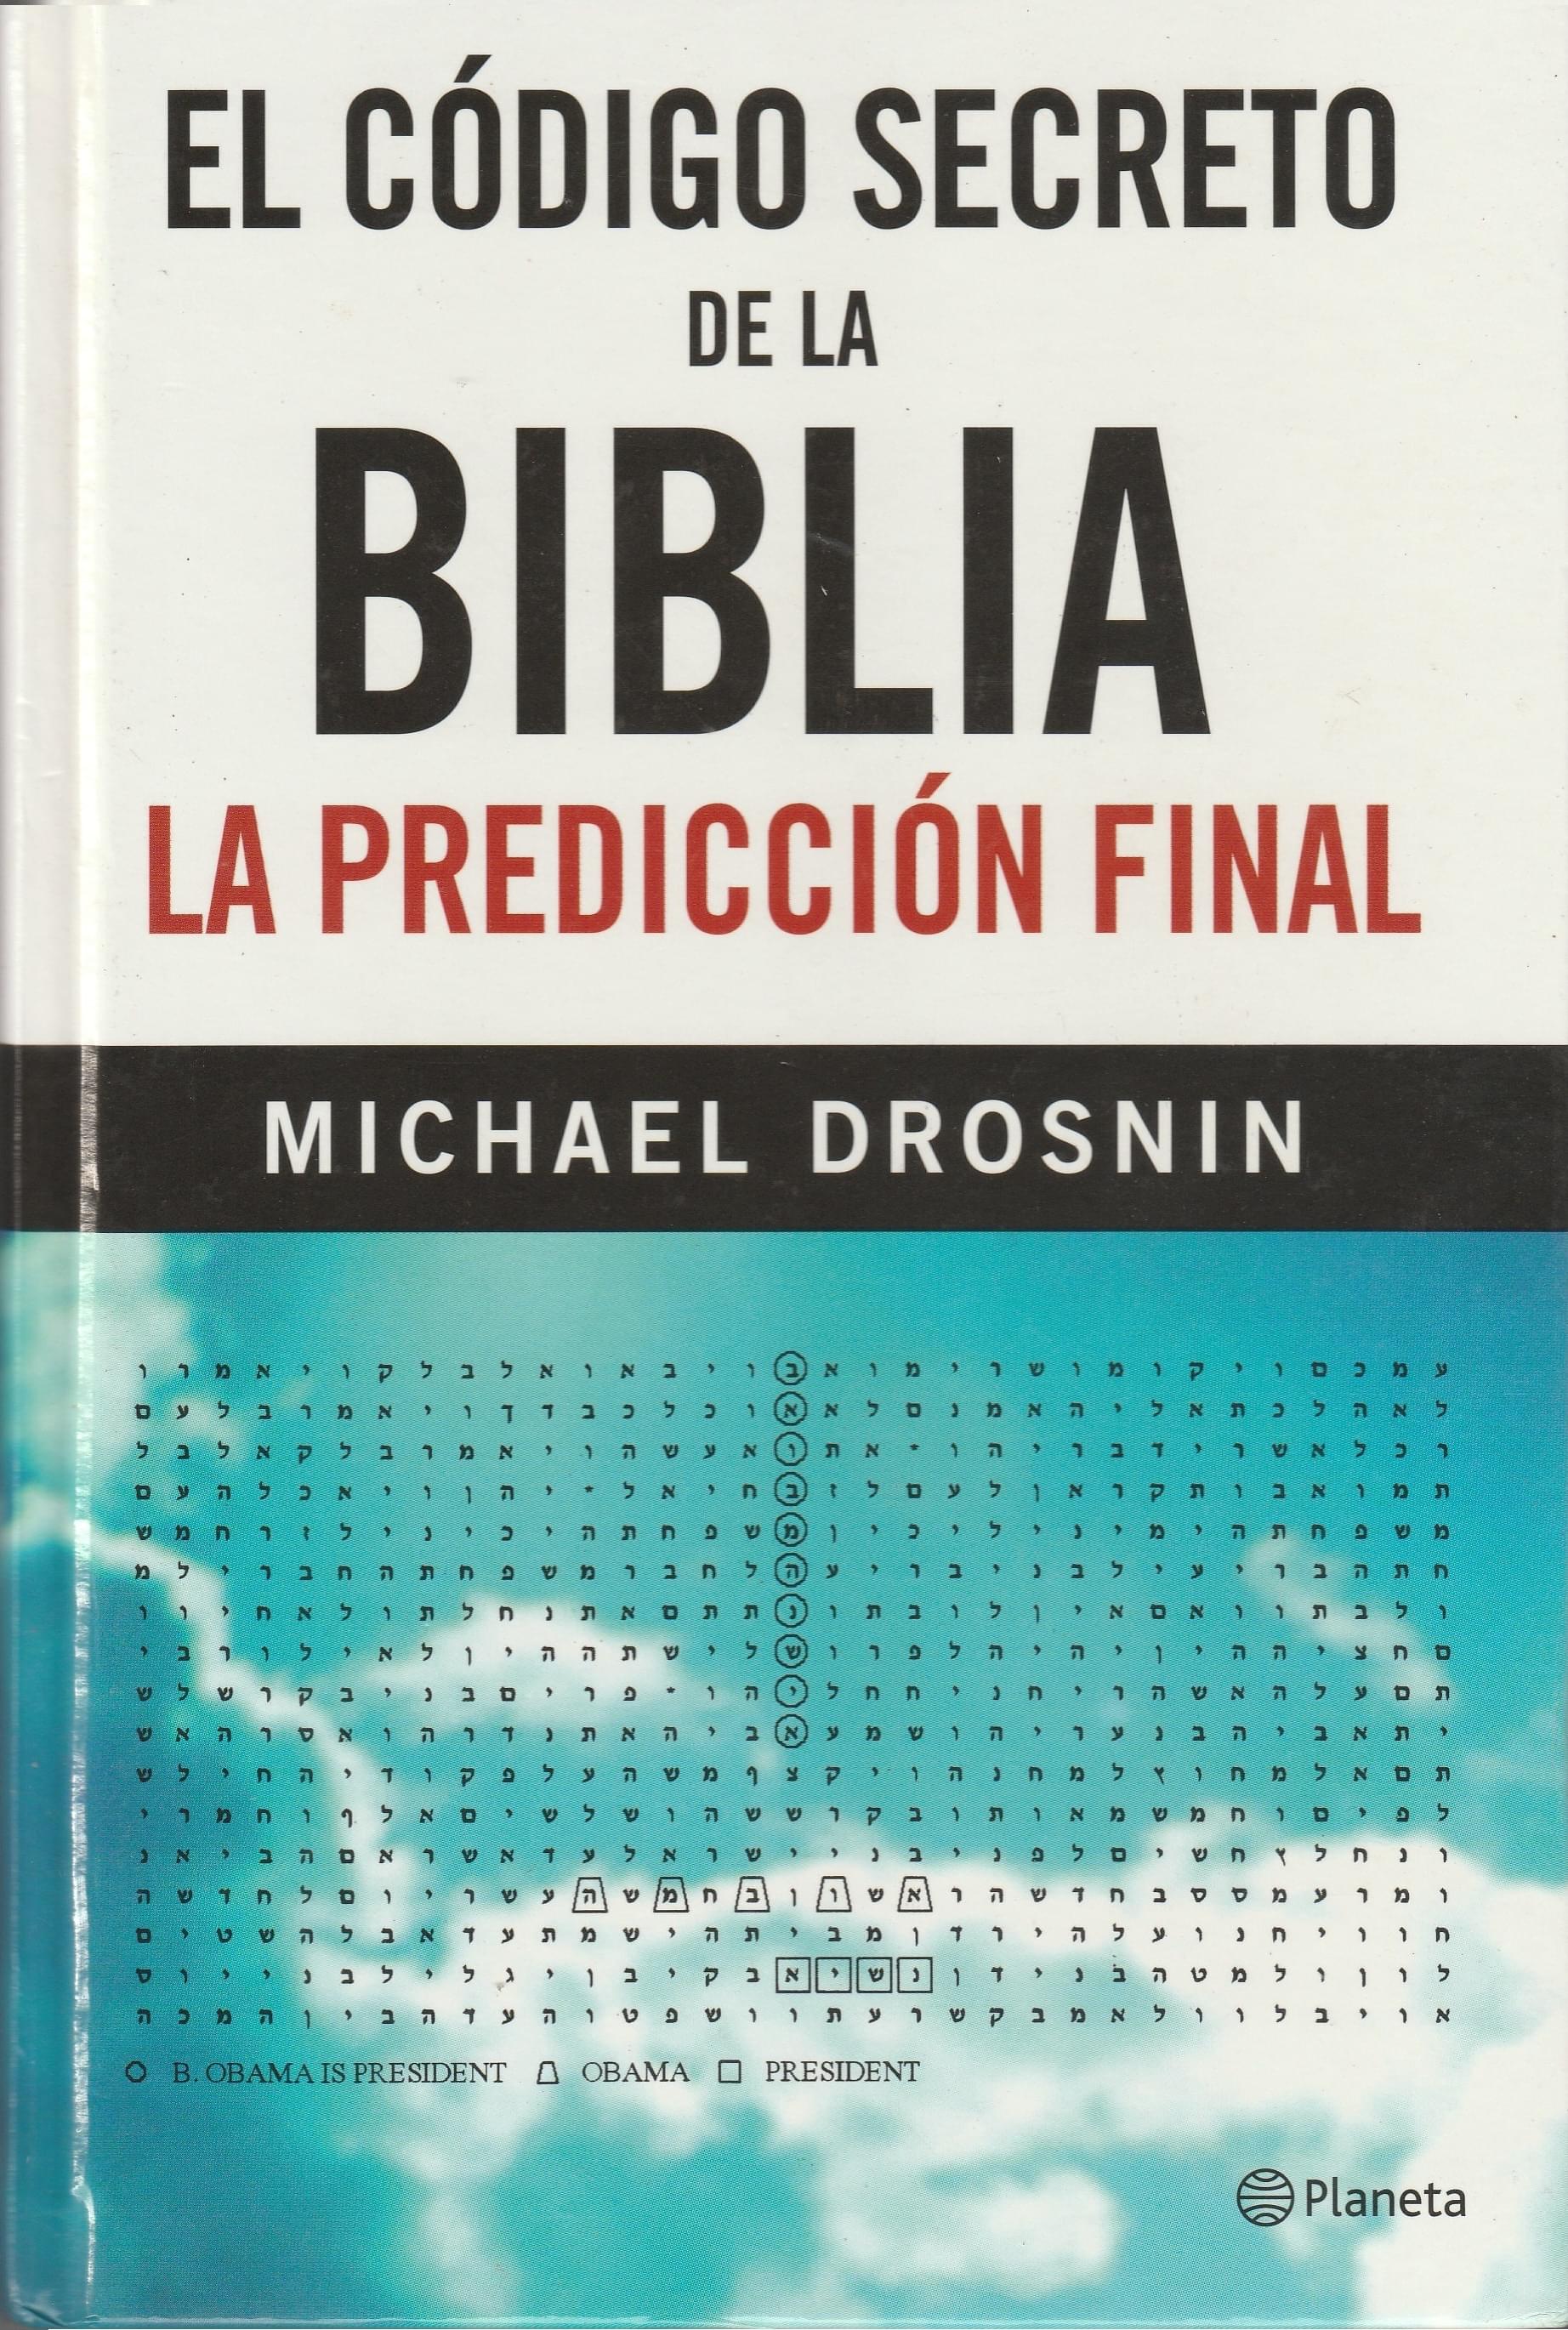 EL CÓDIGO SECRETO
DE LA
BIBLIA
LA PREDICCIÓN FINAL
MICHAEL DROSNIN
ע מ כ ם ו י ק ו מ ו ש ר י מ ו א ב ו י ב א ו א ל ב ל ק ו י א מ ר ו
ל א ה ל כ ת א ל י ה א מ נ ם ל א א ו כ ל כ ב ד ך ו י א מ ר ב ל ע ם
ר כ ל א ש ר י ד ב ר י ה ו * א ת ו א ע ש ה ו י א מ ר ב ל ק א ל ב ל
ת מ ו א ב ו ת ק ר א ן ל ע ם ל ז ב ח י א ל * י ה ן ו י א כ ל ה ע ם
מ ש פ ח ת ה י מ י נ י ל י כ י ן מ ש פ ח ת ה י כ י נ י ל ז ר ח מ ש
ח ת ה ב ר י ע י ל ב נ י ב ר י ע ה ל ח ב ר מ ש פ ח ת ה ח ב ר י ל מ
ו ל ב ת ו ו א ם א י ן ל ו ב ת ו נ ת ת ם א ת נ ח ל ת ו ל א ח י ו ו
ם ח צ י ה ה י ן י ה י ה ל פ ר ו ש ל י ש ת ה ה י ן ל א י ל ו ר ב י
ת ם ע ל ה א ש ה ר י ח נ י ח ח ל י ה ו * פ ר י ם ב נ י ב ק ר ש ל ש
י ת א ב י ה ב נ ע ר י ה ו ש מ ע א ב י ה א ת נ ד ר ה ו א ס ר ה א ש
ת ם א ל מ ח ו ץ ל מ ח נ ה ו י ק צ ף מ ש ה ע ל פ ק ו ד י ה ח י ל ש
ל פ י ם ו ח מ ש מ א ו ת ו ב ק ר ש ש ה ו ש ל ש י ם א ל ף ו ח מ ר י
ו נ ח ל ץ ח ש י ם ל פ נ י ב נ י י ש ר א ל ע ד א ש ר א ם ה ב י א נ
ו מ ר ע מ ס ס ב ח ד ש ה ר א ש ו ן ב ח מ ש ה ע ש ר י ו ם ל ח ד ש ה
ח ו ו י ח נ ו ע ל ה י ר ד ן מ ב י ת ה י ש מ ת ע ד א ב ל ה ש ט י ם
ל ו ן ו ל מ ט ה ב נ י ד ן נ ש י א ב ק י ב ן י ג ל י ל ב נ י י ו ס
א ו י ב ל ו ו ל א מ ב ק ש ר ע ת ו ו ש פ ט ו ה ע ד ה ב י ן ה מ כ ה
B. OBAMA IS PRESIDENT OBAMA PRESIDENT
Planeta